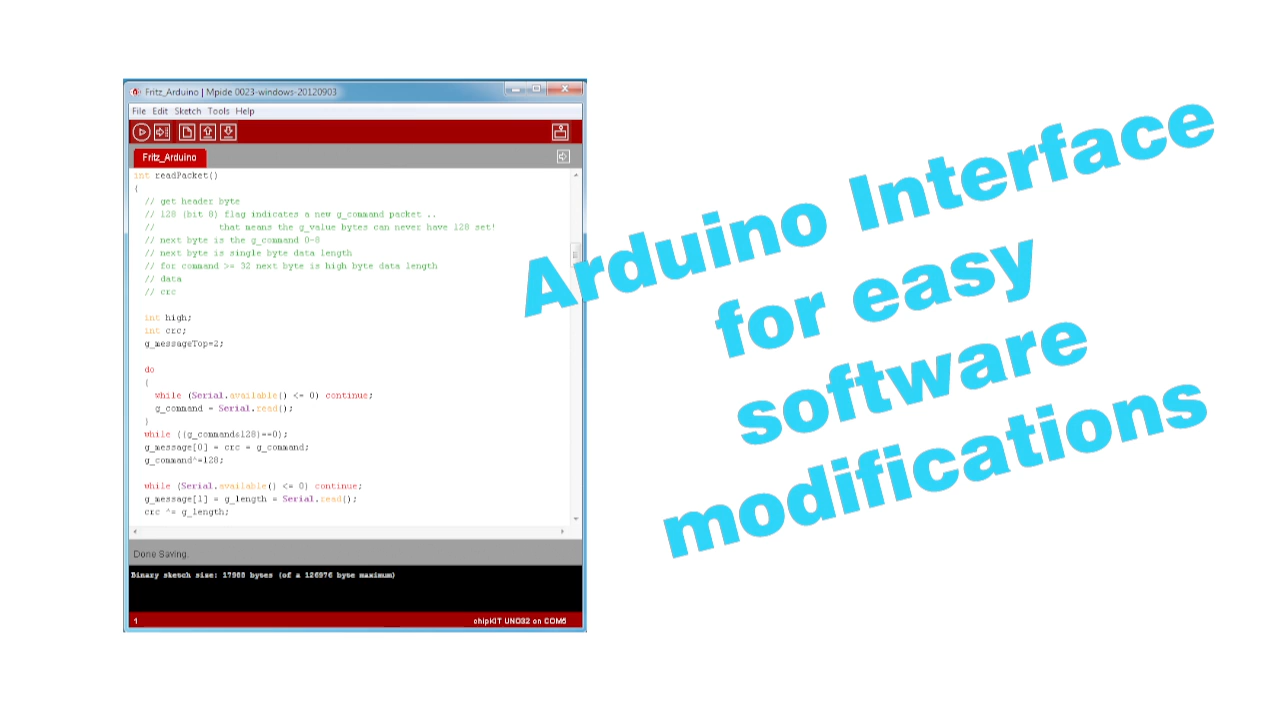 Fritz_Arduino | Mpide 0023-windows-20120903
File Edit Sketch Tools Help
Fritz_Arduino
int readPacket()
{
// get header byte
// 128 (bit 8) flag indicates a new g_command packet ..
// that means the g_value bytes can never have 128 set!
// next byte is the g_command 0-8
// next byte is single byte data length
// for command >= 32 next byte is high byte data length
// data
// crc
int high;
int crc;
g_messageTop=2;
do
{
while (Serial.available() <= 0) continue;
g_command = Serial.read();
}
while ((g_command&128)==0);
g_message[0] = crc = g_command;
g_command^=128;
while (Serial.available() <= 0) continue;
g_message[1] = g_length = Serial.read();
crc ^= g_length;
Done Saving.
Binary sketch size: 17988 bytes (of a 126976 byte maximum)
1 chipKIT UNO32 on COM6
Arduino Interface
for easy
software
modifications